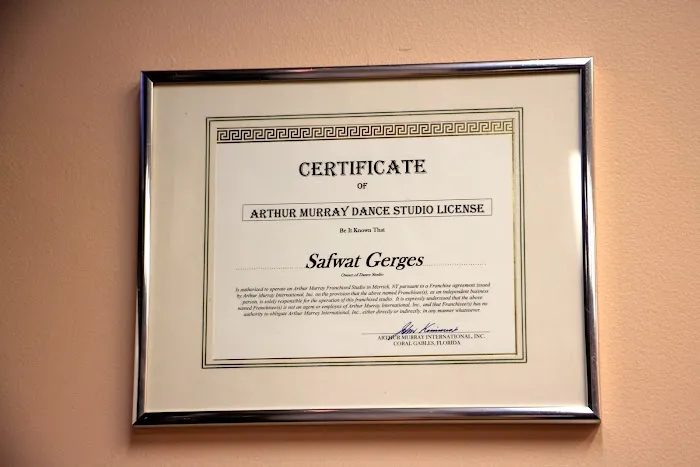 CERTIFICATE
OF
ARTHUR MURRAY DANCE STUDIO LICENSE
Be It Known That
Safwat Gerges
Owner of Dance Studio
Is authorized to operate an Arthur Murray Franchised Studio in Merrick, NY pursuant to a Franchise agreement issued
by Arthur Murray International, Inc. on the provision that the above named Franchisee(s), as an independent business
person, is solely responsible for the operation of this franchised studio. It is expressly understood that the above
named Franchisee(s) is not an agent or employee of Arthur Murray International, Inc., and that Franchisee(s) has no
authority to obligate Arthur Murray International, Inc., either directly or indirectly, in any manner whatsoever.
ARTHUR MURRAY INTERNATIONAL, INC.
CORAL GABLES, FLORIDA